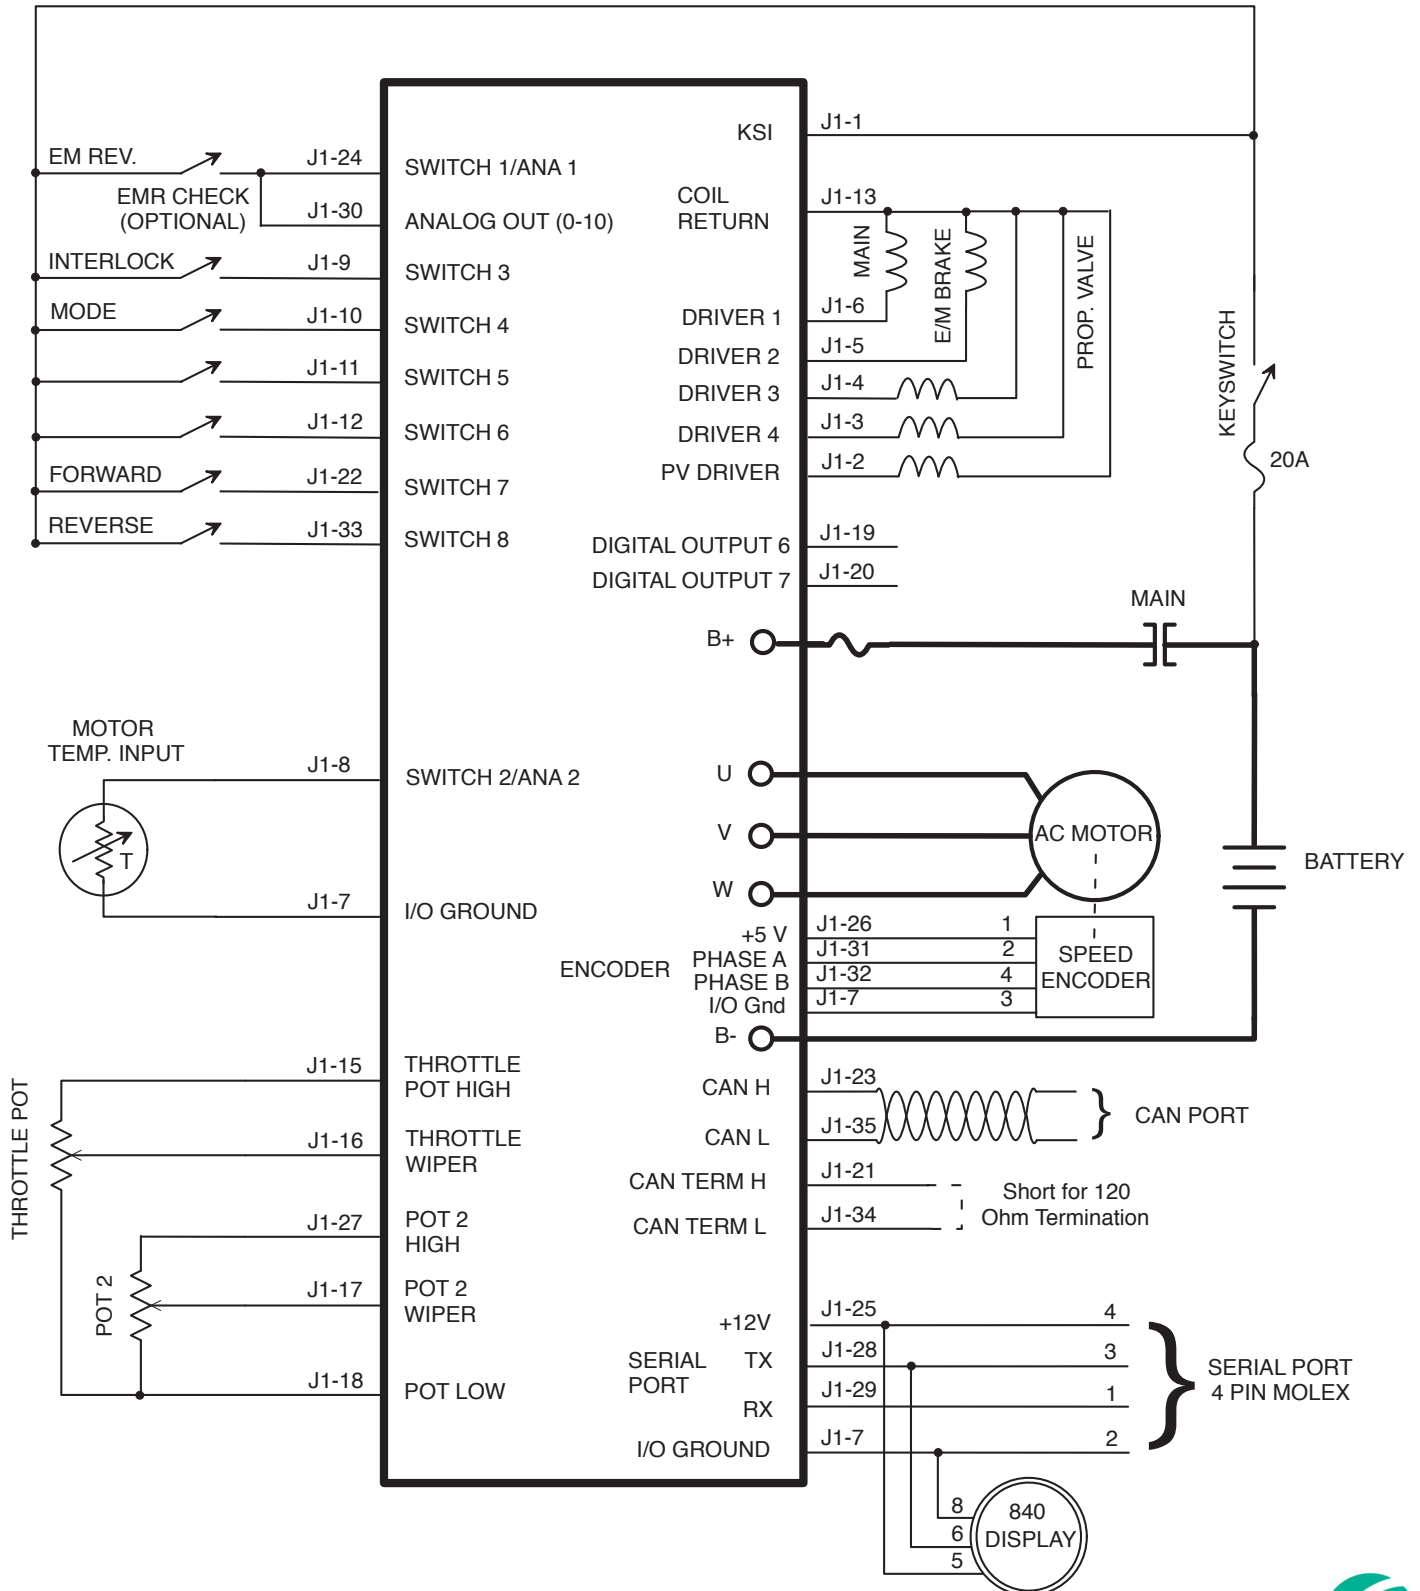 KSI
J1-1
EM REV.
J1-24
SWITCH 1/ANA 1
EMR CHECK
(OPTIONAL)
J1-30
ANALOG OUT (0-10)
COIL
RETURN
J1-13
INTERLOCK
J1-9
SWITCH 3
MAIN
E/M BRAKE
PROP. VALVE
MODE
J1-10
SWITCH 4
DRIVER 1
J1-6
J1-11
SWITCH 5
DRIVER 2
J1-5
DRIVER 3
J1-4
J1-12
SWITCH 6
DRIVER 4
J1-3
KEYSWITCH
20A
FORWARD
J1-22
SWITCH 7
PV DRIVER
J1-2
REVERSE
J1-33
SWITCH 8
DIGITAL OUTPUT 6
J1-19
DIGITAL OUTPUT 7
J1-20
MAIN
B+
MOTOR
TEMP. INPUT
J1-8
SWITCH 2/ANA 2
T
J1-7
I/O GROUND
U
V
W
AC MOTOR
BATTERY
ENCODER
+5 V
J1-26
1
PHASE A
J1-31
2
PHASE B
J1-32
4
I/O Gnd
J1-7
3
SPEED
ENCODER
B-
THROTTLE POT
J1-15
THROTTLE
POT HIGH
J1-16
THROTTLE
WIPER
CAN H
J1-23
CAN L
J1-35
CAN PORT
CAN TERM H
J1-21
CAN TERM L
J1-34
Short for 120
Ohm Termination
POT 2
J1-27
POT 2
HIGH
J1-17
POT 2
WIPER
J1-18
POT LOW
SERIAL
PORT
+12V
J1-25
4
TX
J1-28
3
RX
J1-29
1
I/O GROUND
J1-7
2
SERIAL PORT
4 PIN MOLEX
8
6
5
840
DISPLAY